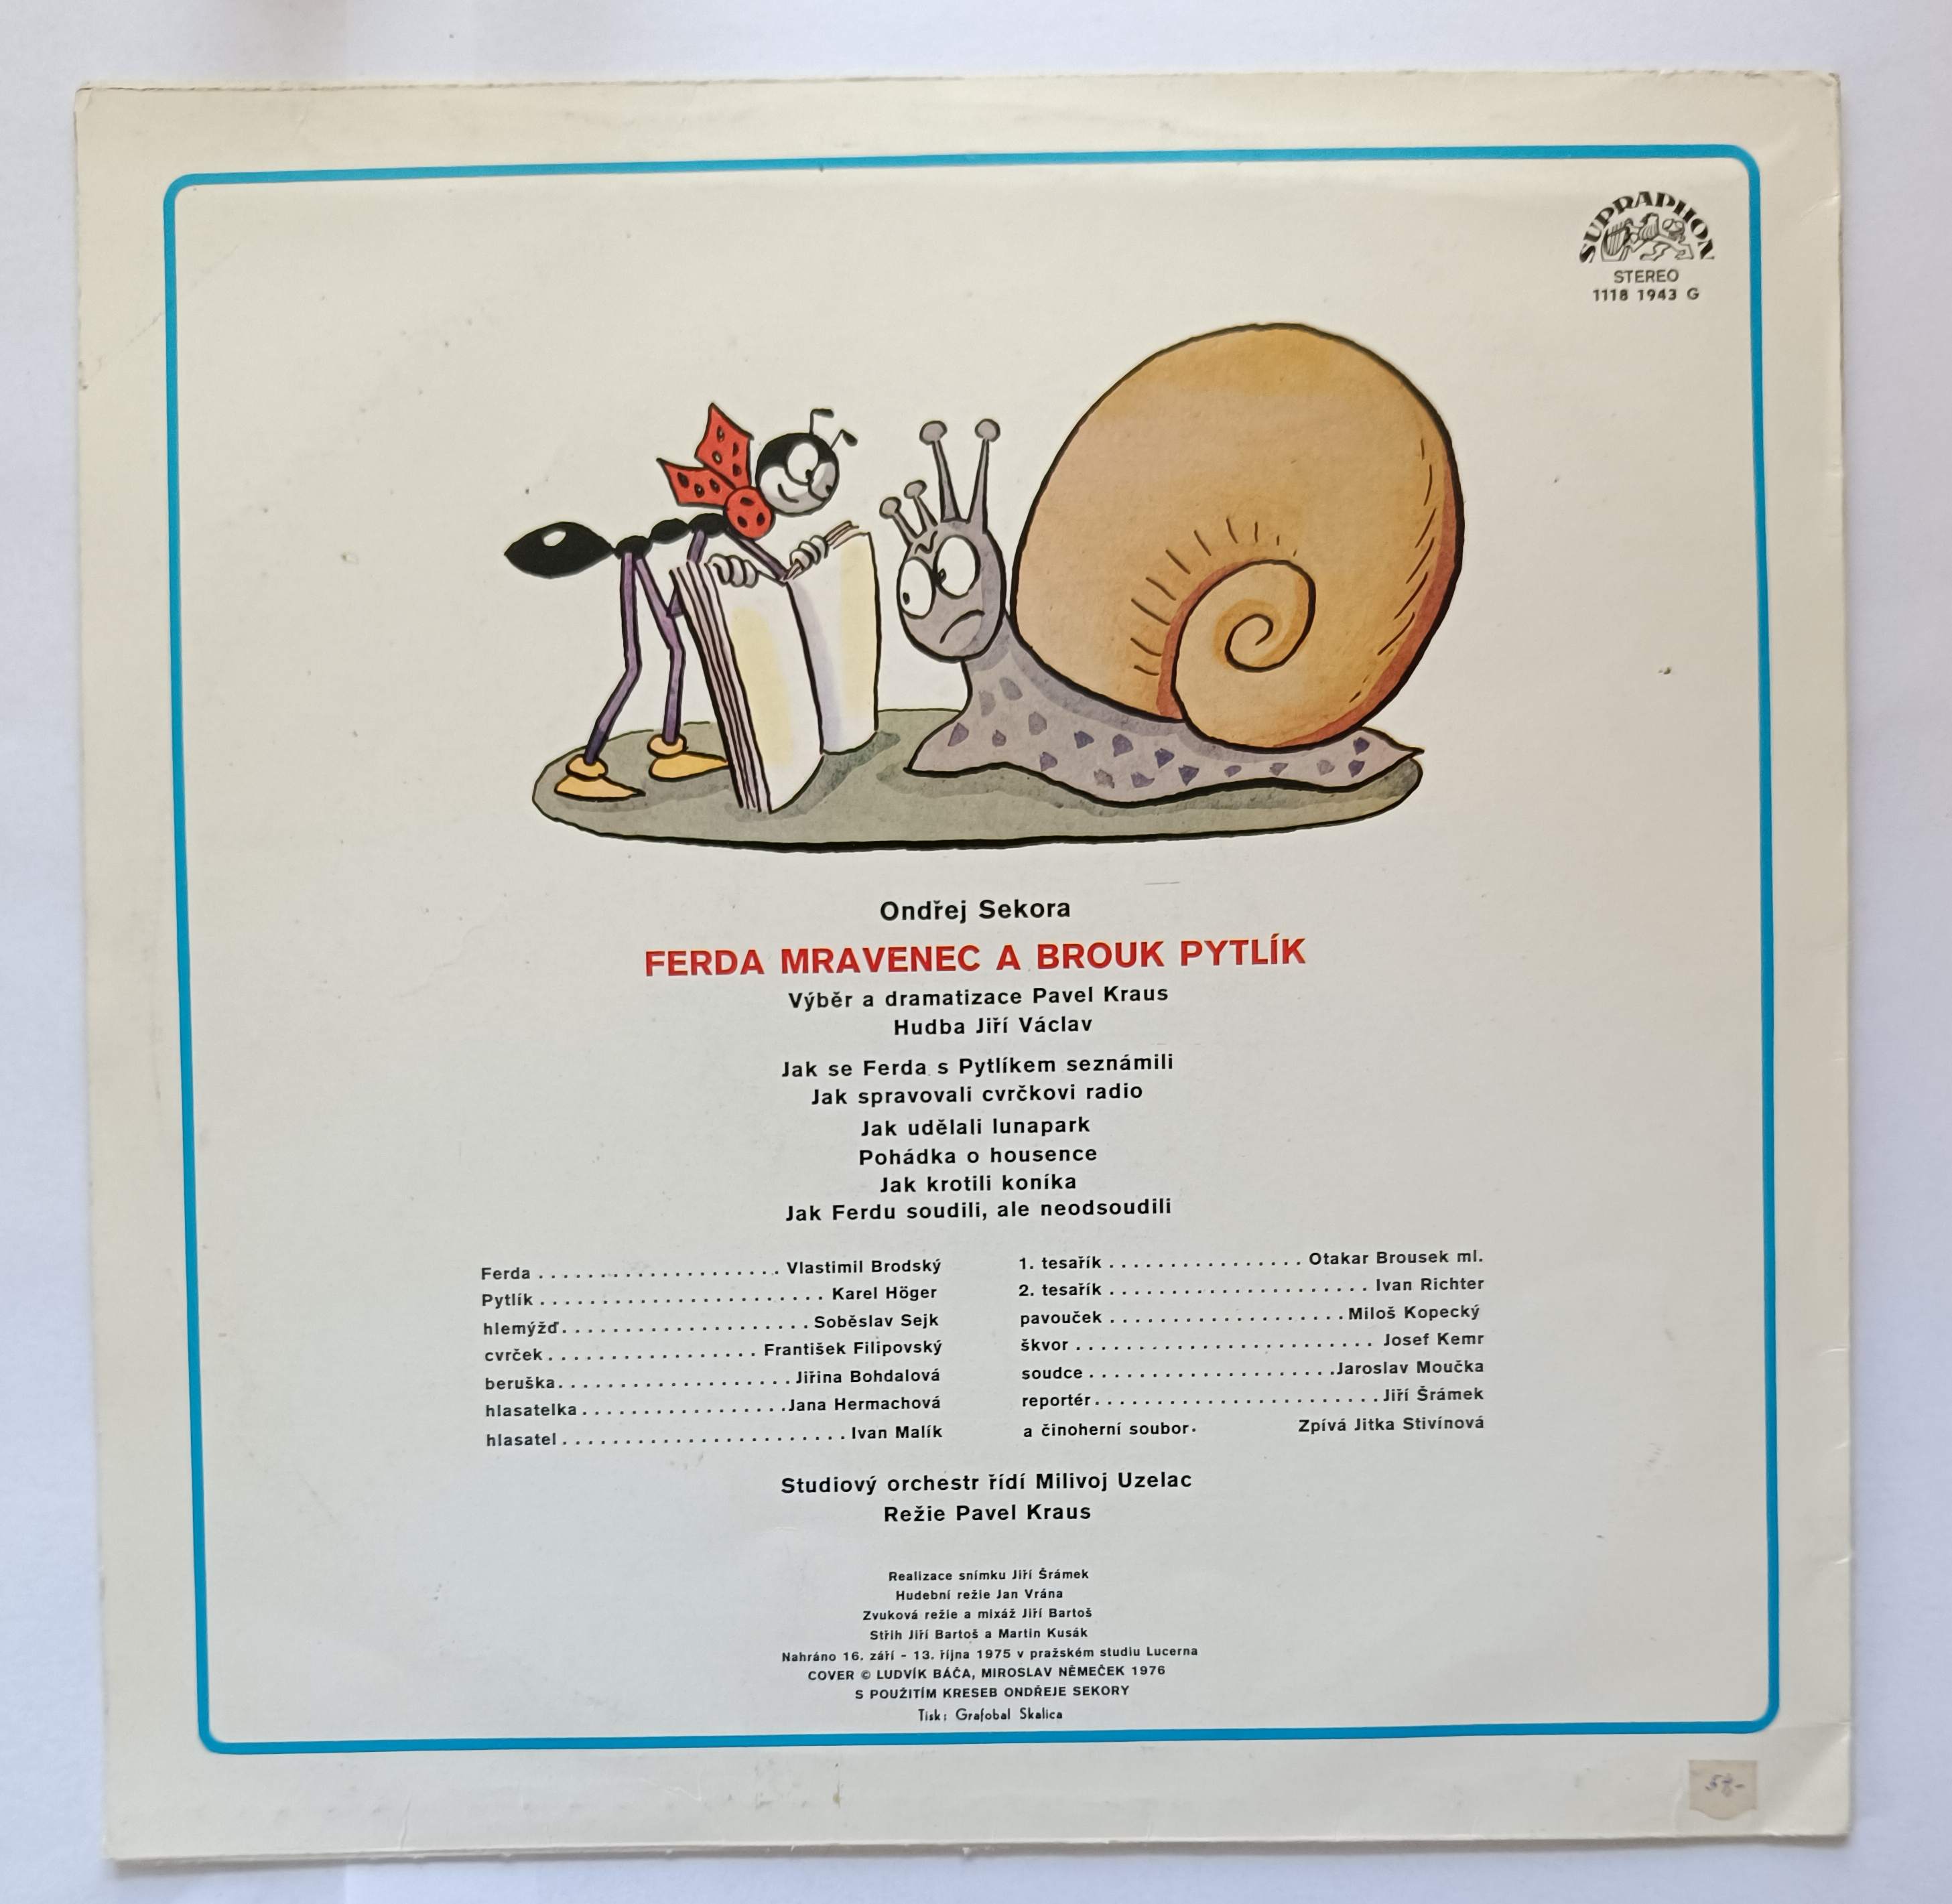 SUPRAPHON
STEREO
1118 1943 G
Ondřej Sekora
FERDA MRAVENEC A BROUK PYTLÍK
Výběr a dramatizace Pavel Kraus
Hudba Jiří Václav
Jak se Ferda s Pytlíkem seznámili
Jak spravovali cvrčkovi radio
Jak udělali lunapark
Pohádka o housence
Jak krotili koníka
Jak Ferdu soudili, ale neodsoudili
Ferda . . . . . . . . . . . . . . . . . . . . Vlastimil Brodský
Pytlík . . . . . . . . . . . . . . . . . . . . . . . Karel Höger
hlemýžď. . . . . . . . . . . . . . . . . . . . Soběslav Sejk
cvrček . . . . . . . . . . . . . . . . . František Filipovský
beruška. . . . . . . . . . . . . . . . . . . Jiřina Bohdalová
hlasatelka . . . . . . . . . . . . . . . . .Jana Hermachová
hlasatel . . . . . . . . . . . . . . . . . . . . . . . Ivan Malík
1. tesařík . . . . . . . . . . . . . . . . Otakar Brousek ml.
2. tesařík . . . . . . . . . . . . . . . . . . . . . Ivan Richter
pavouček . . . . . . . . . . . . . . . . . . . Miloš Kopecký
škvor . . . . . . . . . . . . . . . . . . . . . . . . Josef Kemr
soudce . . . . . . . . . . . . . . . . . . . .Jaroslav Moučka
reportér. . . . . . . . . . . . . . . . . . . . . . . Jiří Šrámek
a činoherní soubor. Zpívá Jitka Stivínová
Studiový orchestr řídí Milivoj Uzelac
Režie Pavel Kraus
Realizace snímku Jiří Šrámek
Hudební režie Jan Vrána
Zvuková režie a mixáž Jiří Bartoš
Střih Jiří Bartoš a Martin Kusák
Nahráno 16. září - 13. října 1975 v pražském studiu Lucerna
COVER © LUDVÍK BÁČA, MIROSLAV NĚMEČEK 1976
S POUŽITÍM KRESEB ONDŘEJE SEKORY
Tisk: Grafobal Skalica